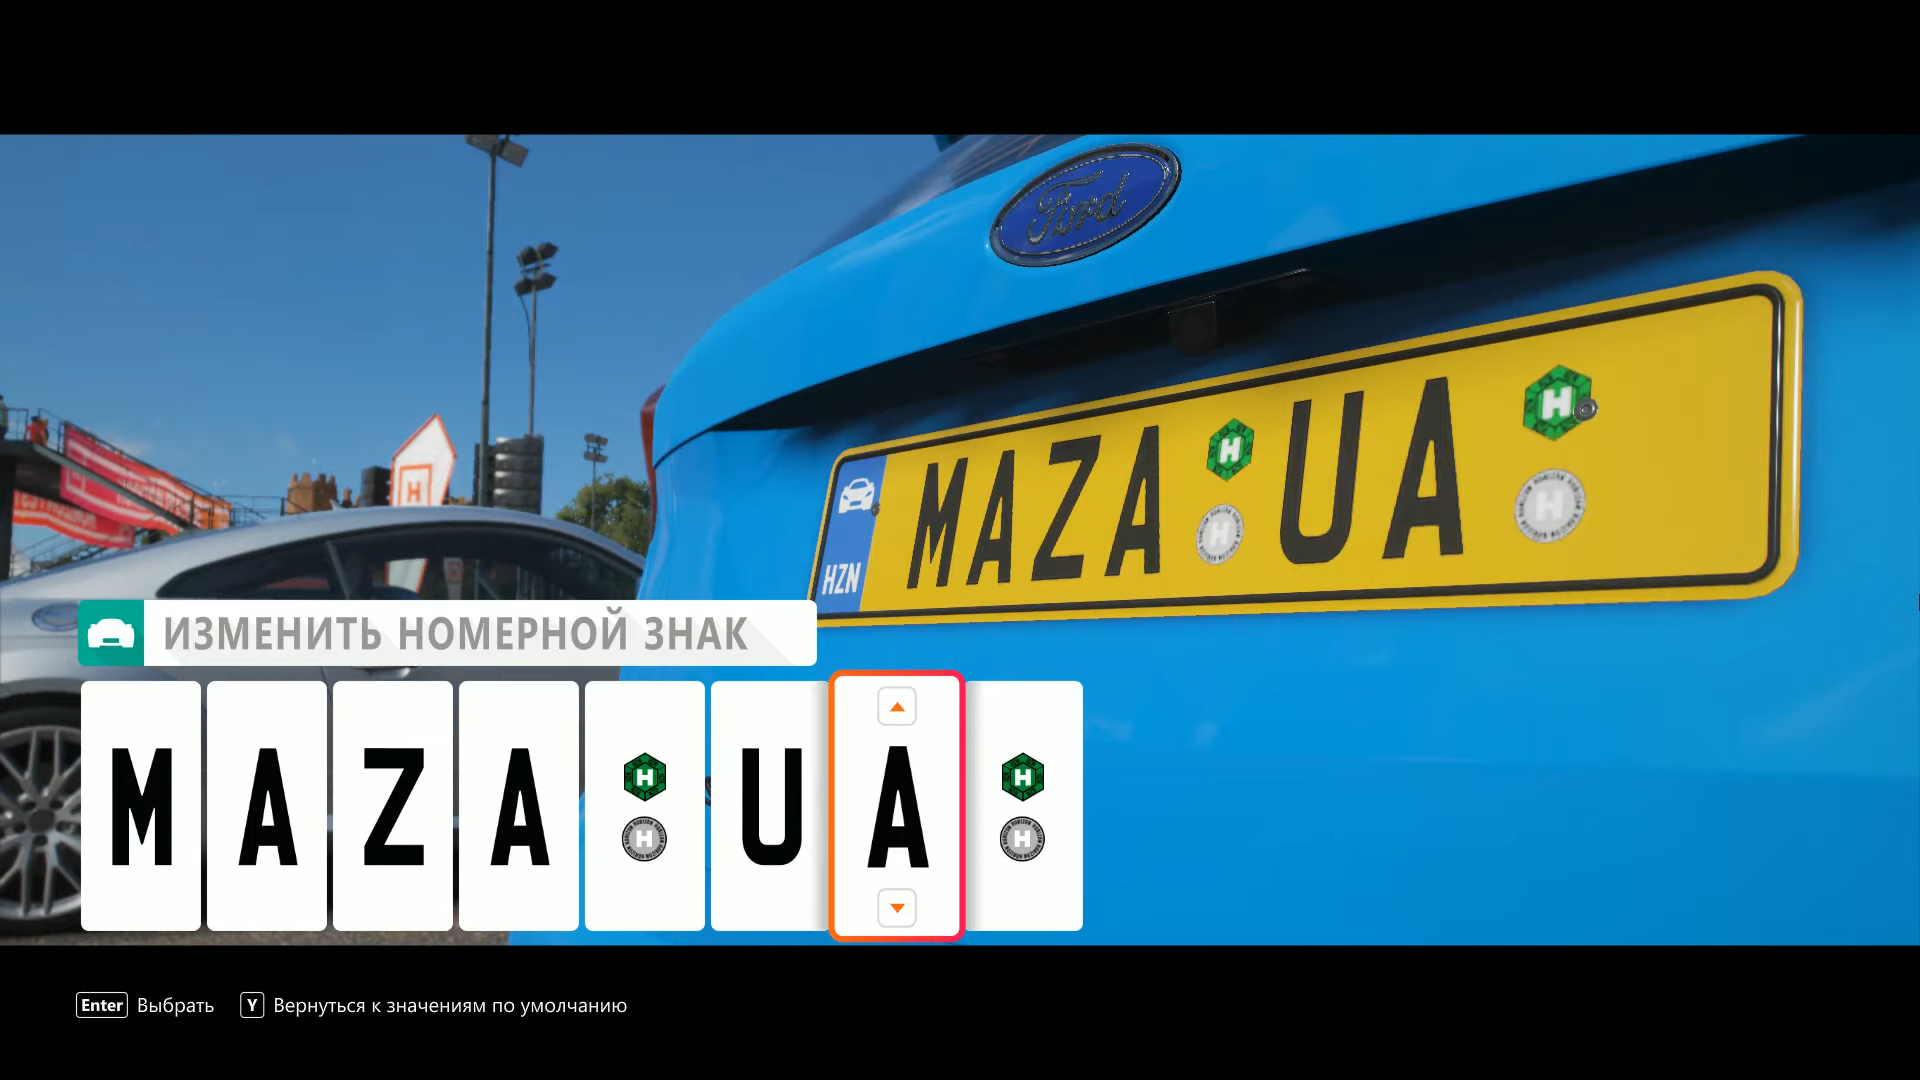 Ford
MAZA UA
HZN
H
ИЗМЕНИТЬ НОМЕРНОЙ ЗНАК
M A Z A H H U A H H
Enter Выбрать Y Вернуться к значениям по умолчанию